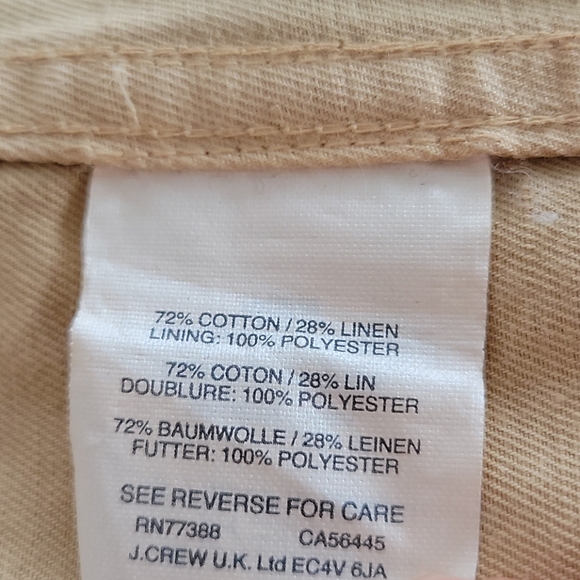 72% COTTON / 28% LINEN
LINING: 100% POLYESTER
72% COTON / 28% LIN
DOUBLURE: 100% POLYESTER
72% BAUMWOLLE / 28% LEINEN
FUTTER: 100% POLYESTER
SEE REVERSE FOR CARE
RN77388 CA56445
J.CREW U.K. Ltd EC4V 6JA